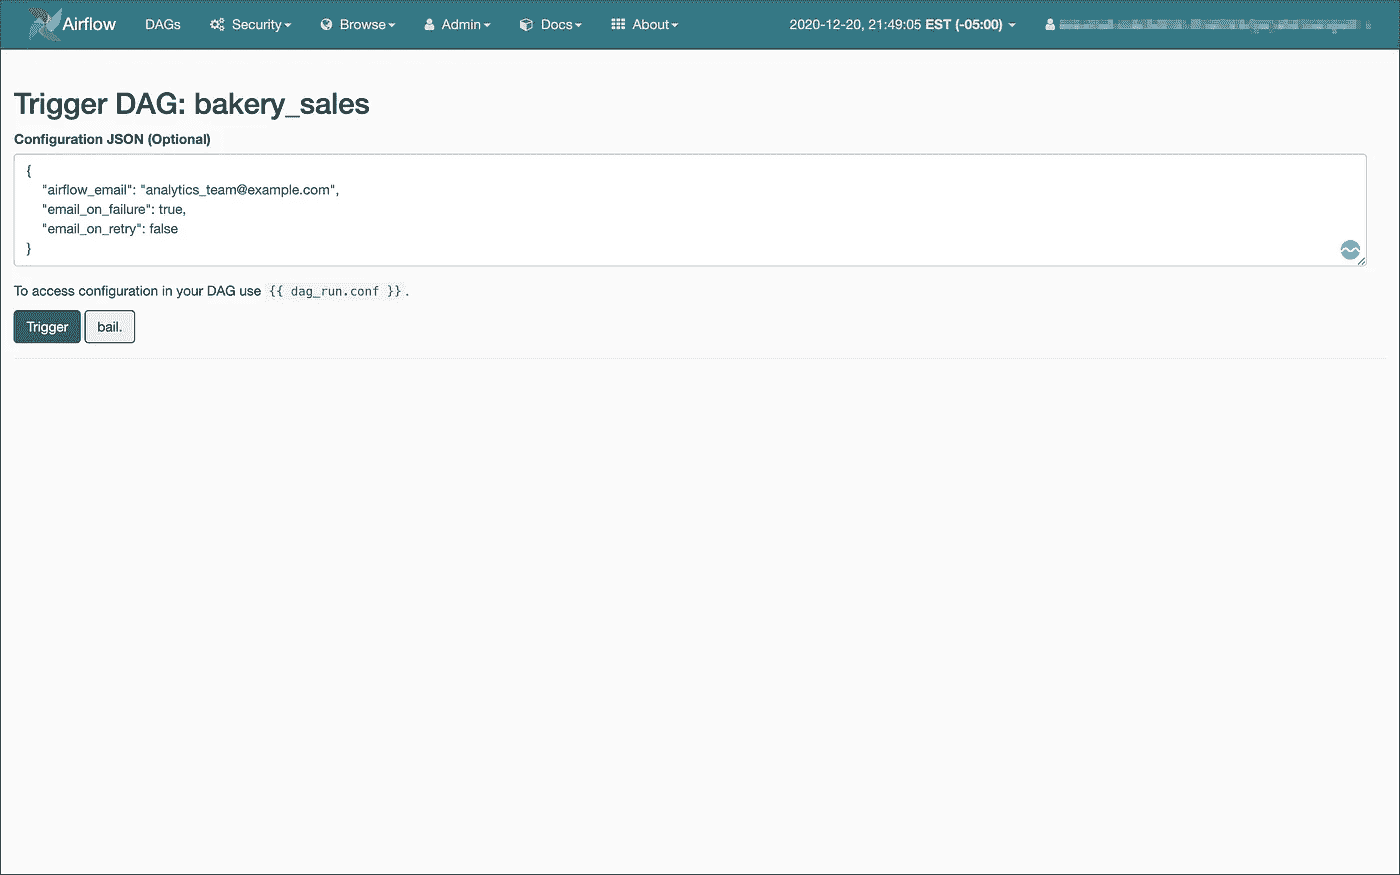 Airflow DAGs Security Browse Admin Docs About 2020-12-20, 21:49:05 EST (-05:00)
Trigger DAG: bakery_sales
Configuration JSON (Optional)
{
"airflow_email": "analytics_team@example.com",
"email_on_failure": true,
"email_on_retry": false
}
To access configuration in your DAG use {{ dag_run.conf }}.
Trigger bail.